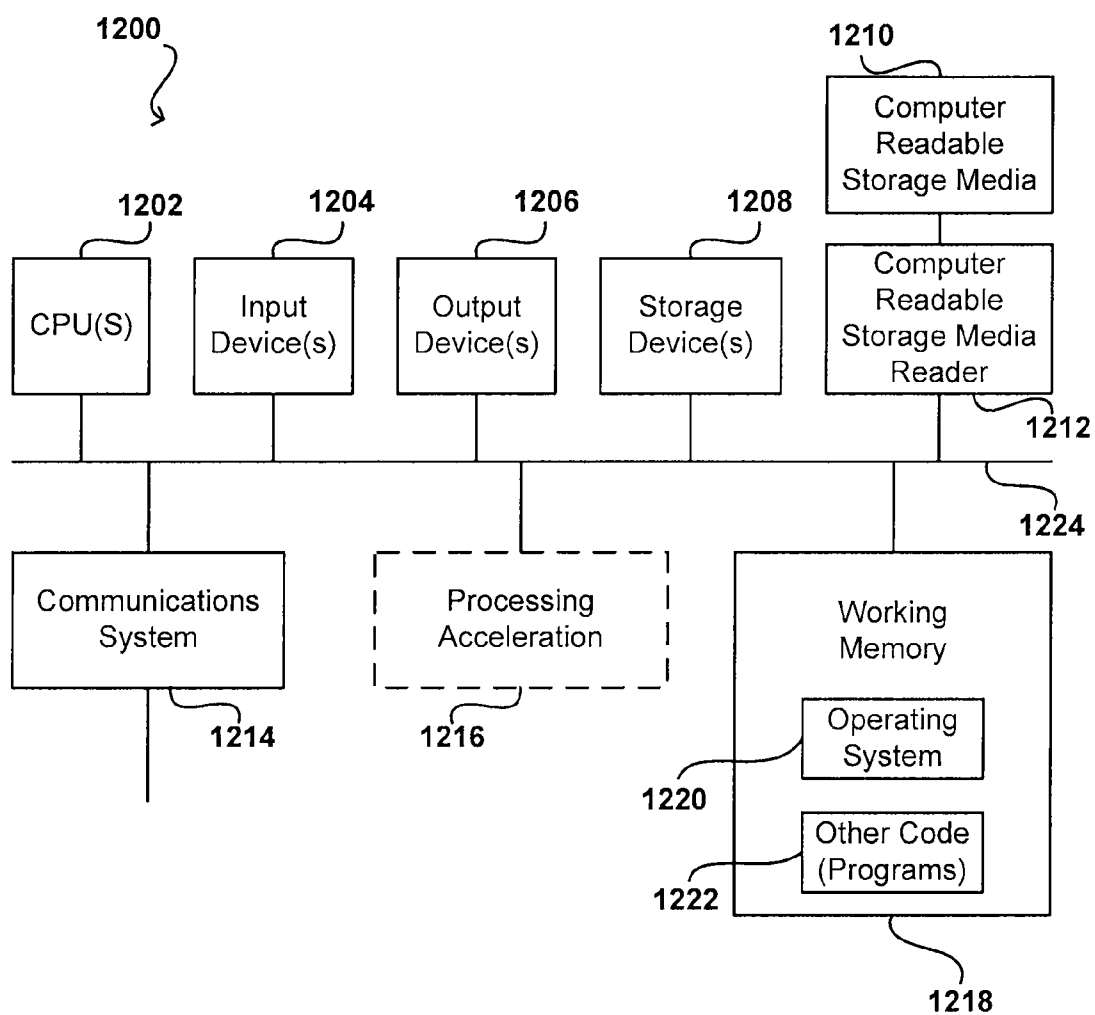 1200
1210
Computer
Readable
Storage Media
1202
1204
1206
1208
CPU(S)
Input
Device(s)
Output
Device(s)
Storage
Device(s)
Computer
Readable
Storage Media
Reader
1212
1224
Communications
System
1214
Processing
Acceleration
1216
Working
Memory
Operating
System
1220
Other Code
(Programs)
1222
1218